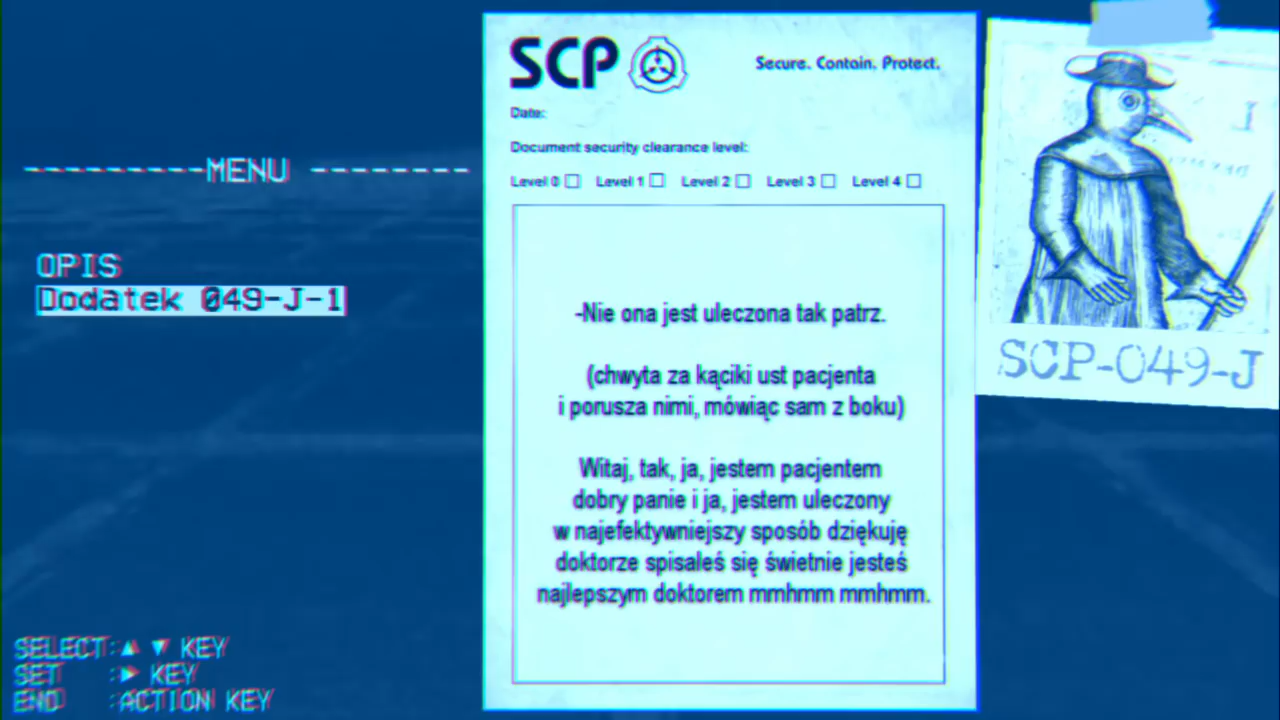 ---------MENU --------
OPIS
Dodatek 049-J-1
SELECT:▲ ▼ KEY
SET :► KEY
END :ACTION KEY
SCP
Secure. Contain. Protect.
Date:
Document security clearance level:
Level 0 □ Level 1 □ Level 2 □ Level 3 □ Level 4 □
-Nie ona jest uleczona tak patrz.
(chwyta za kąciki ust pacjenta
i porusza nimi, mówiąc sam z boku)
Witaj, tak, ja, jestem pacjentem
dobry panie i ja, jestem uleczony
w najefektywniejszy sposób dziękuję
doktorze spisałeś się świetnie jesteś
najlepszym doktorem mmhmm mmhmm.
SCP-049-J